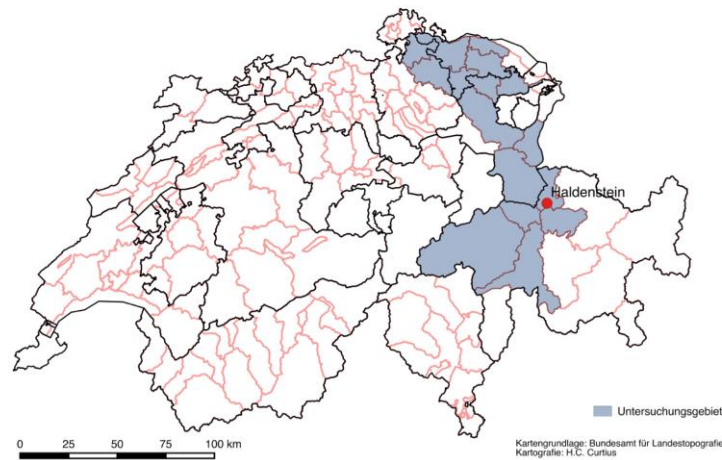 Haldenstein
Untersuchungsgebiet
0 25 50 75 100 km
Kartengrundlage: Bundesamt für Landestopografie
Kartografie: H.C. Curtius